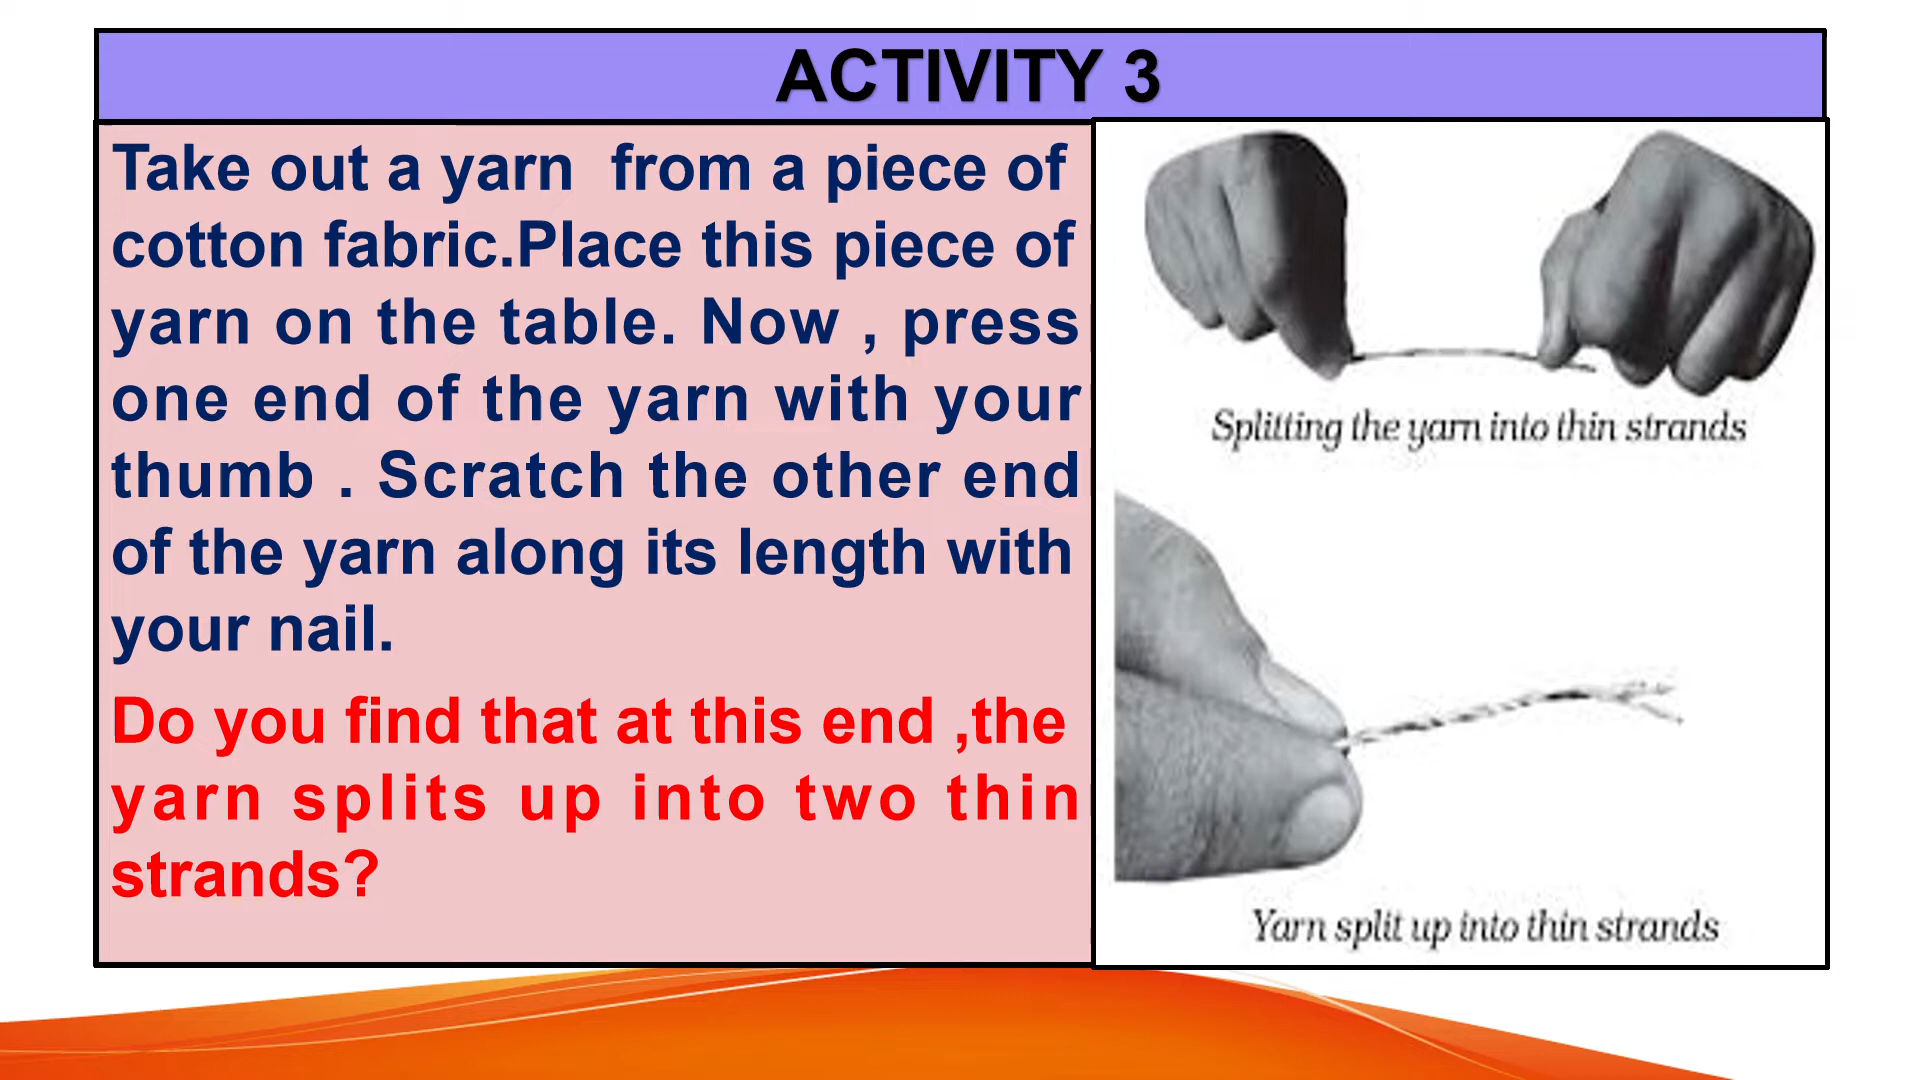 ACTIVITY 3
Take out a yarn from a piece of
cotton fabric.Place this piece of
yarn on the table. Now , press
one end of the yarn with your
thumb . Scratch the other end
of the yarn along its length with
your nail.
Do you find that at this end ,the
yarn splits up into two thin
strands?
Splitting the yarn into thin strands
Yarn split up into thin strands